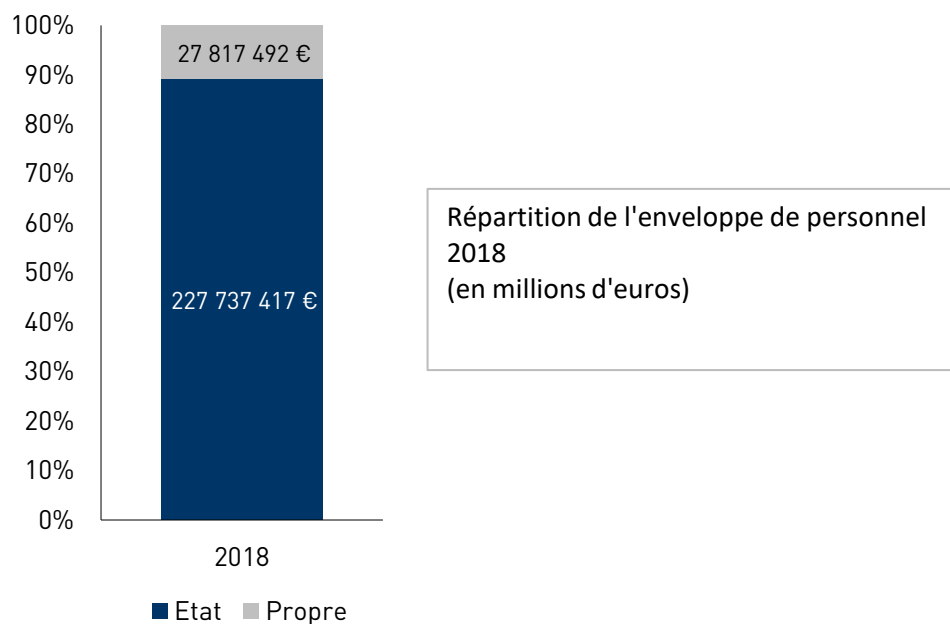 100%
90%
80%
70%
60%
50%
40%
30%
20%
10%
0%
27 817 492 €
227 737 417 €
2018
Etat Propre
Répartition de l'enveloppe de personnel
2018
(en millions d'euros)